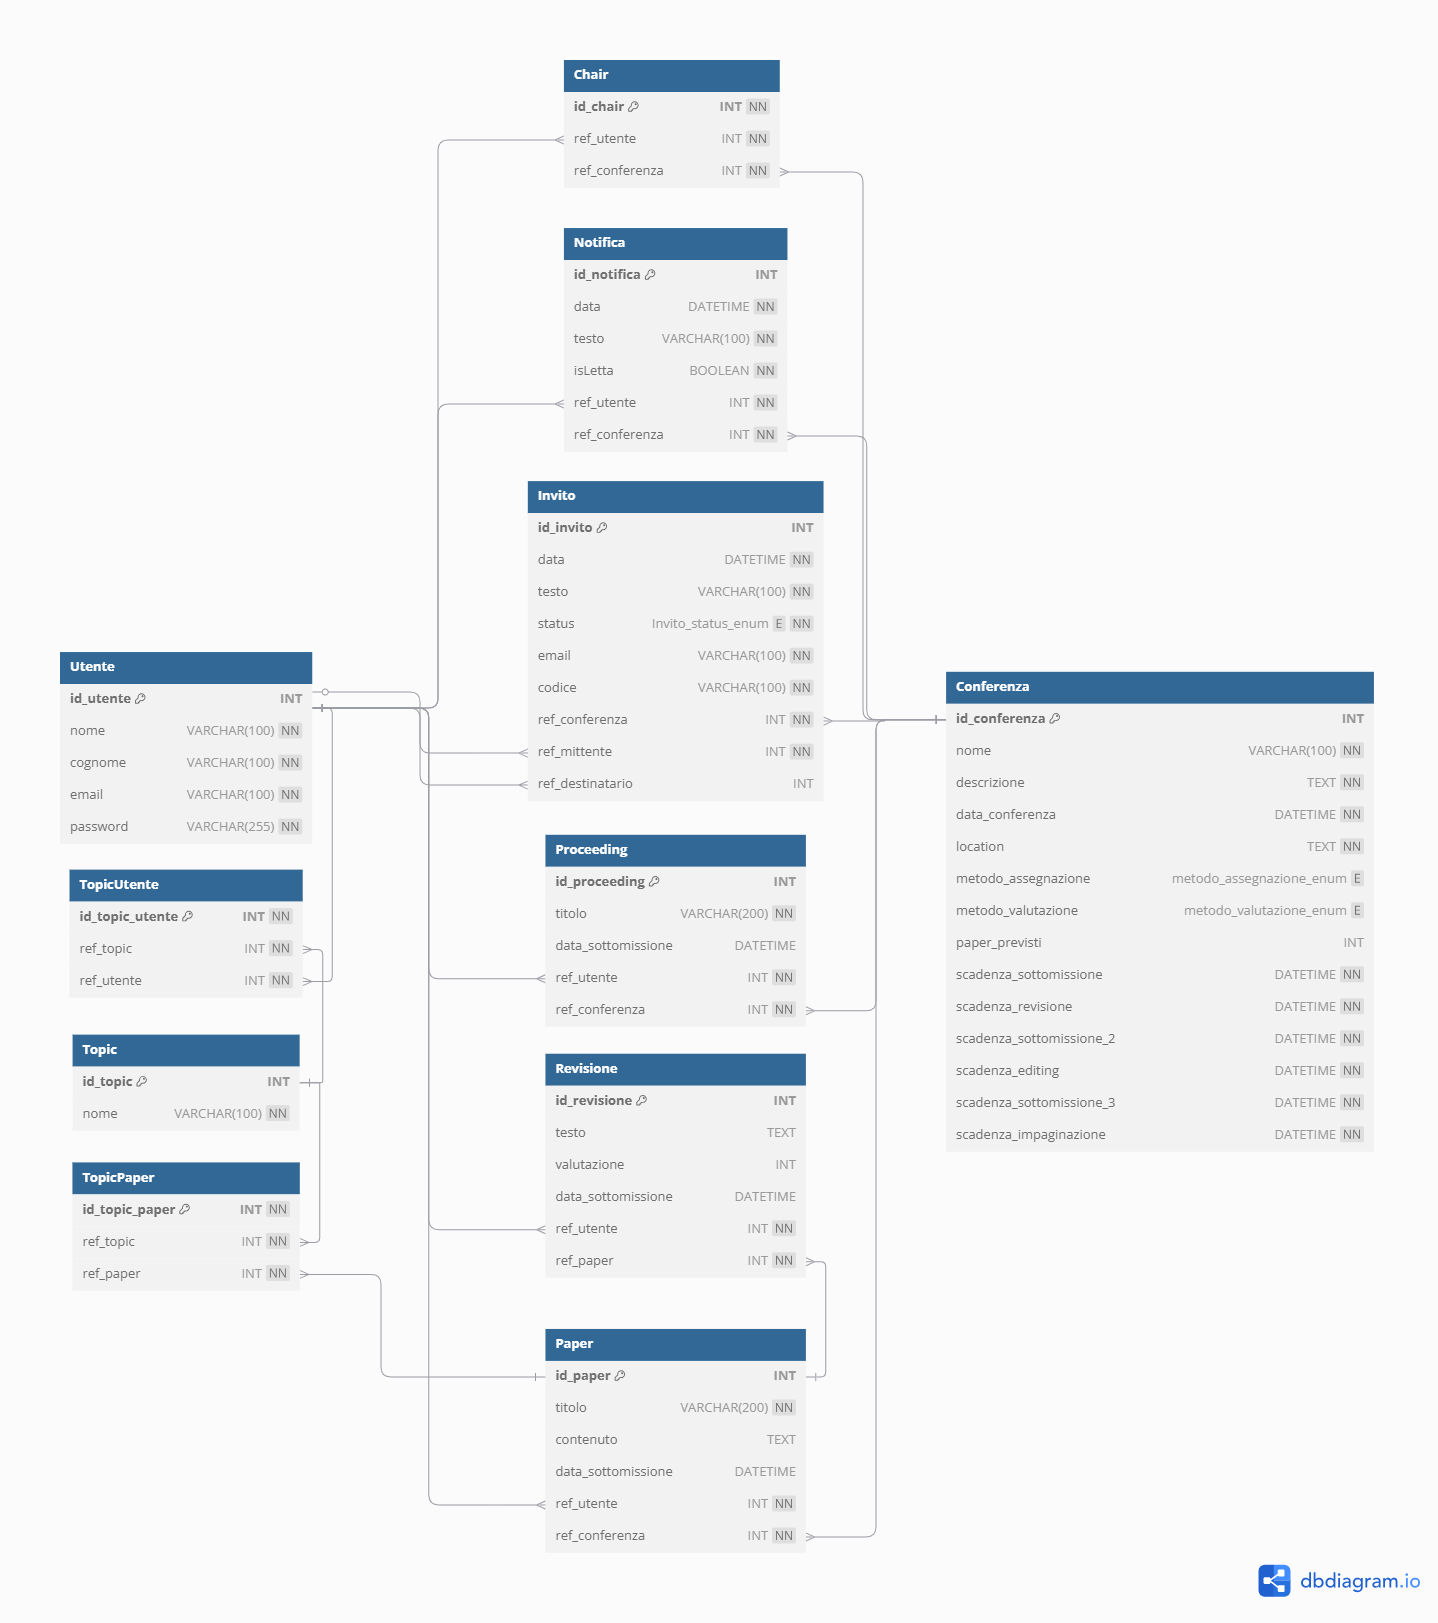 Chair
id_chair INT NN
ref_utente INT NN
ref_conferenza INT NN
Notifica
id_notifica INT
data DATETIME NN
testo VARCHAR(100) NN
isLetta BOOLEAN NN
ref_utente INT NN
ref_conferenza INT NN
Invito
id_invito INT
data DATETIME NN
testo VARCHAR(100) NN
status Invito_status_enum E NN
email VARCHAR(100) NN
codice VARCHAR(100) NN
ref_conferenza INT NN
ref_mittente INT NN
ref_destinatario INT
Utente
id_utente INT
nome VARCHAR(100) NN
cognome VARCHAR(100) NN
email VARCHAR(100) NN
password VARCHAR(255) NN
Conferenza
id_conferenza INT
nome VARCHAR(100) NN
descrizione TEXT NN
data_conferenza DATETIME NN
location TEXT NN
metodo_assegnazione metodo_assegnazione_enum E
metodo_valutazione metodo_valutazione_enum E
paper_previsti INT
scadenza_sottomissione DATETIME NN
scadenza_revisione DATETIME NN
scadenza_sottomissione_2 DATETIME NN
scadenza_editing DATETIME NN
scadenza_sottomissione_3 DATETIME NN
scadenza_impaginazione DATETIME NN
Proceeding
id_proceeding INT
titolo VARCHAR(200) NN
data_sottomissione DATETIME
ref_utente INT NN
ref_conferenza INT NN
TopicUtente
id_topic_utente INT NN
ref_topic INT NN
ref_utente INT NN
Topic
id_topic INT
nome VARCHAR(100) NN
Revisione
id_revisione INT
testo TEXT
valutazione INT
data_sottomissione DATETIME
ref_utente INT NN
ref_paper INT NN
TopicPaper
id_topic_paper INT NN
ref_topic INT NN
ref_paper INT NN
Paper
id_paper INT
titolo VARCHAR(200) NN
contenuto TEXT
data_sottomissione DATETIME
ref_utente INT NN
ref_conferenza INT NN
dbdiagram.io